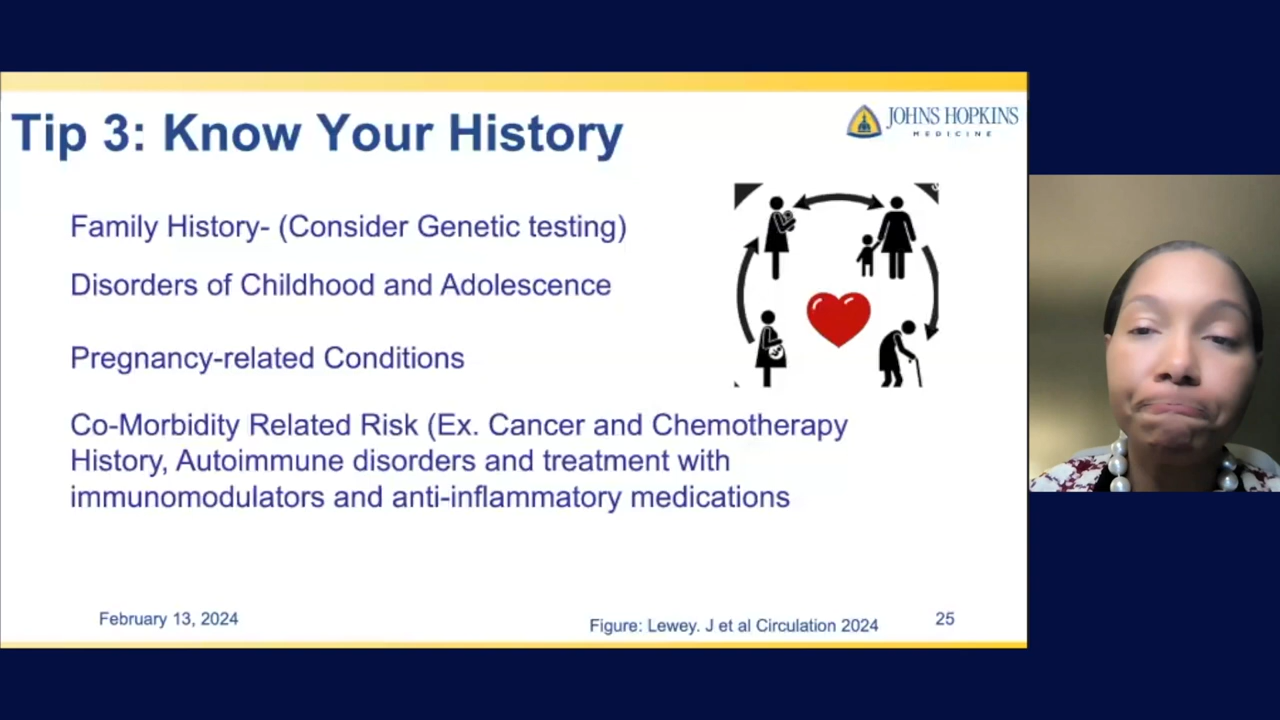 Tip 3: Know Your History
JOHNS HOPKINS
MEDICINE
Family History- (Consider Genetic testing)
Disorders of Childhood and Adolescence
Pregnancy-related Conditions
Co-Morbidity Related Risk (Ex. Cancer and Chemotherapy
History, Autoimmune disorders and treatment with
immunomodulators and anti-inflammatory medications
February 13, 2024
Figure: Lewey. J et al Circulation 2024
25